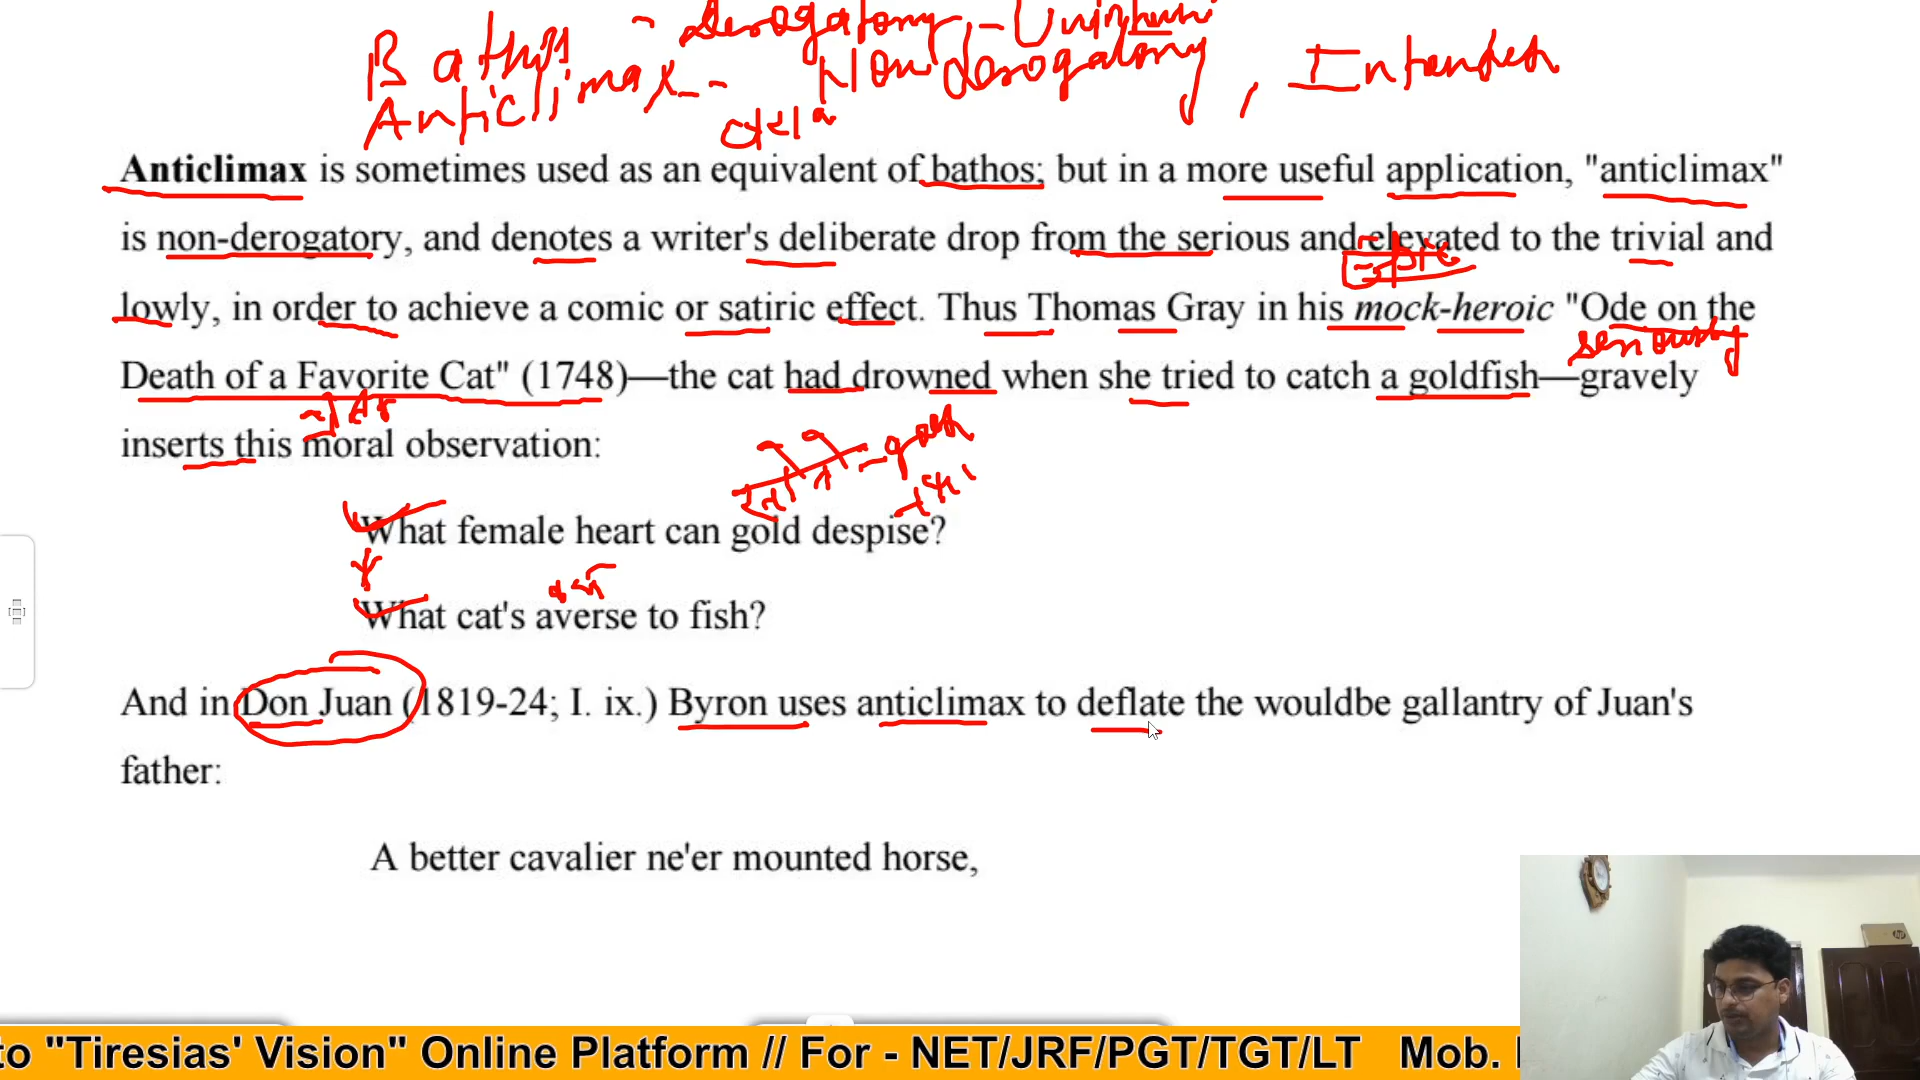 - derogatory, -
Bathos
Anticlimax - - Non derogatory, Intended
Anticlimax is sometimes used as an equivalent of bathos; but in a more useful application, "anticlimax"
is non-derogatory, and denotes a writer's deliberate drop from the serious and elevated to the trivial and
Epic
lowly, in order to achieve a comic or satiric effect. Thus Thomas Gray in his mock-heroic "Ode on the
seriously
Death of a Favorite Cat" (1748)—the cat had drowned when she tried to catch a goldfish—gravely
inserts this moral observation:
What female heart can gold despise?
What cat's averse to fish?
And in Don Juan (1819-24; I. ix.) Byron uses anticlimax to deflate the wouldbe gallantry of Juan's
father:
A better cavalier ne'er mounted horse,
hp
to "Tiresias' Vision" Online Platform // For - NET/JRF/PGT/TGT/LT Mob.